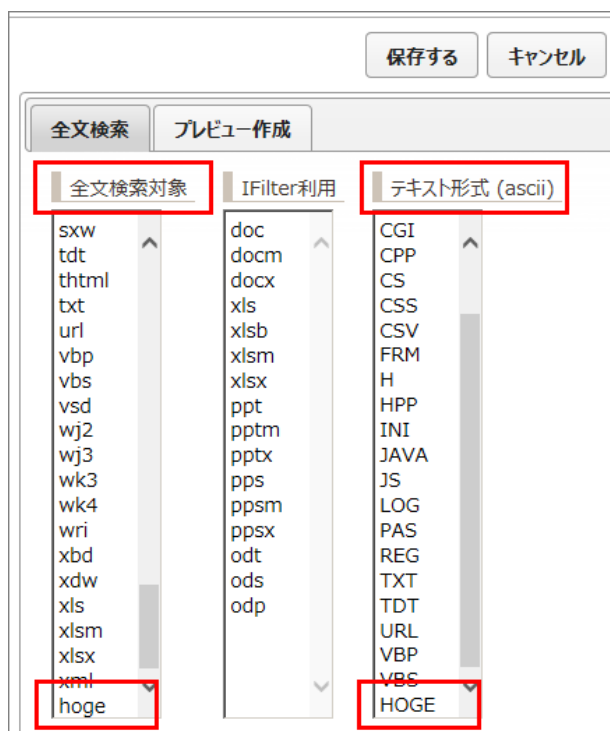 保存する
キャンセル
全文検索
プレビュー作成
全文検索対象
sxw
tdt
thtml
txt
url
vbp
vbs
vsd
wj2
wj3
wk3
wk4
wri
xbd
xdw
xls
xlsm
xlsx
xml
hoge
IFilter利用
doc
docm
docx
xls
xlsb
xlsm
xlsx
ppt
pptm
pptx
pps
ppsm
ppsx
odt
ods
odp
テキスト形式 (ascii)
CGI
CPP
CS
CSS
CSV
FRM
H
HPP
INI
JAVA
JS
LOG
PAS
REG
TXT
TDT
URL
VBP
VBS
HOGE